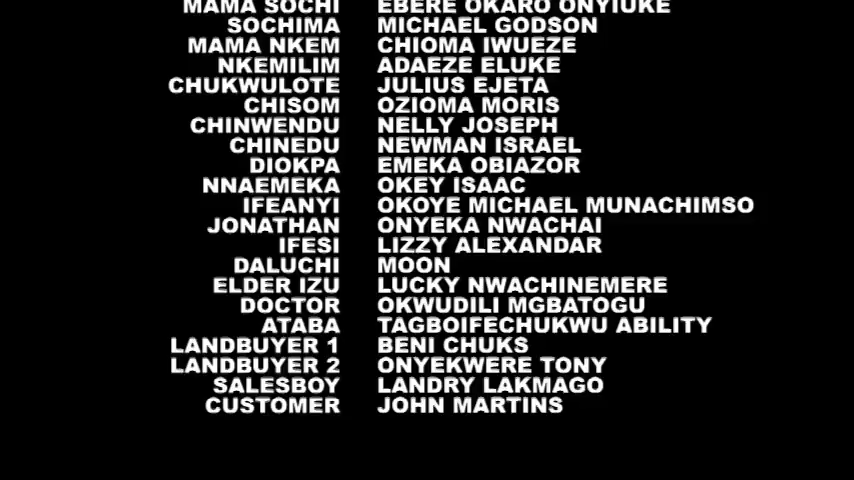 MAMA SOCHI EBERE OKARO ONYIUKE
SOCHIMA MICHAEL GODSON
MAMA NKEM CHIOMA IWUEZE
NKEMILIM ADAEZE ELUKE
CHUKWULOTE JULIUS EJETA
CHISOM OZIOMA MORIS
CHINWENDU NELLY JOSEPH
CHINEDU NEWMAN ISRAEL
DIOKPA EMEKA OBIAZOR
NNAEMEKA OKEY ISAAC
IFEANYI OKOYE MICHAEL MUNACHIMSO
JONATHAN ONYEKA NWACHAI
IFESI LIZZY ALEXANDAR
DALUCHI MOON
ELDER IZU LUCKY NWACHINEMERE
DOCTOR OKWUDILI MGBATOGU
ATABA TAGBOIFECHUKWU ABILITY
LANDBUYER 1 BENI CHUKS
LANDBUYER 2 ONYEKWERE TONY
SALESBOY LANDRY LAKMAGO
CUSTOMER JOHN MARTINS